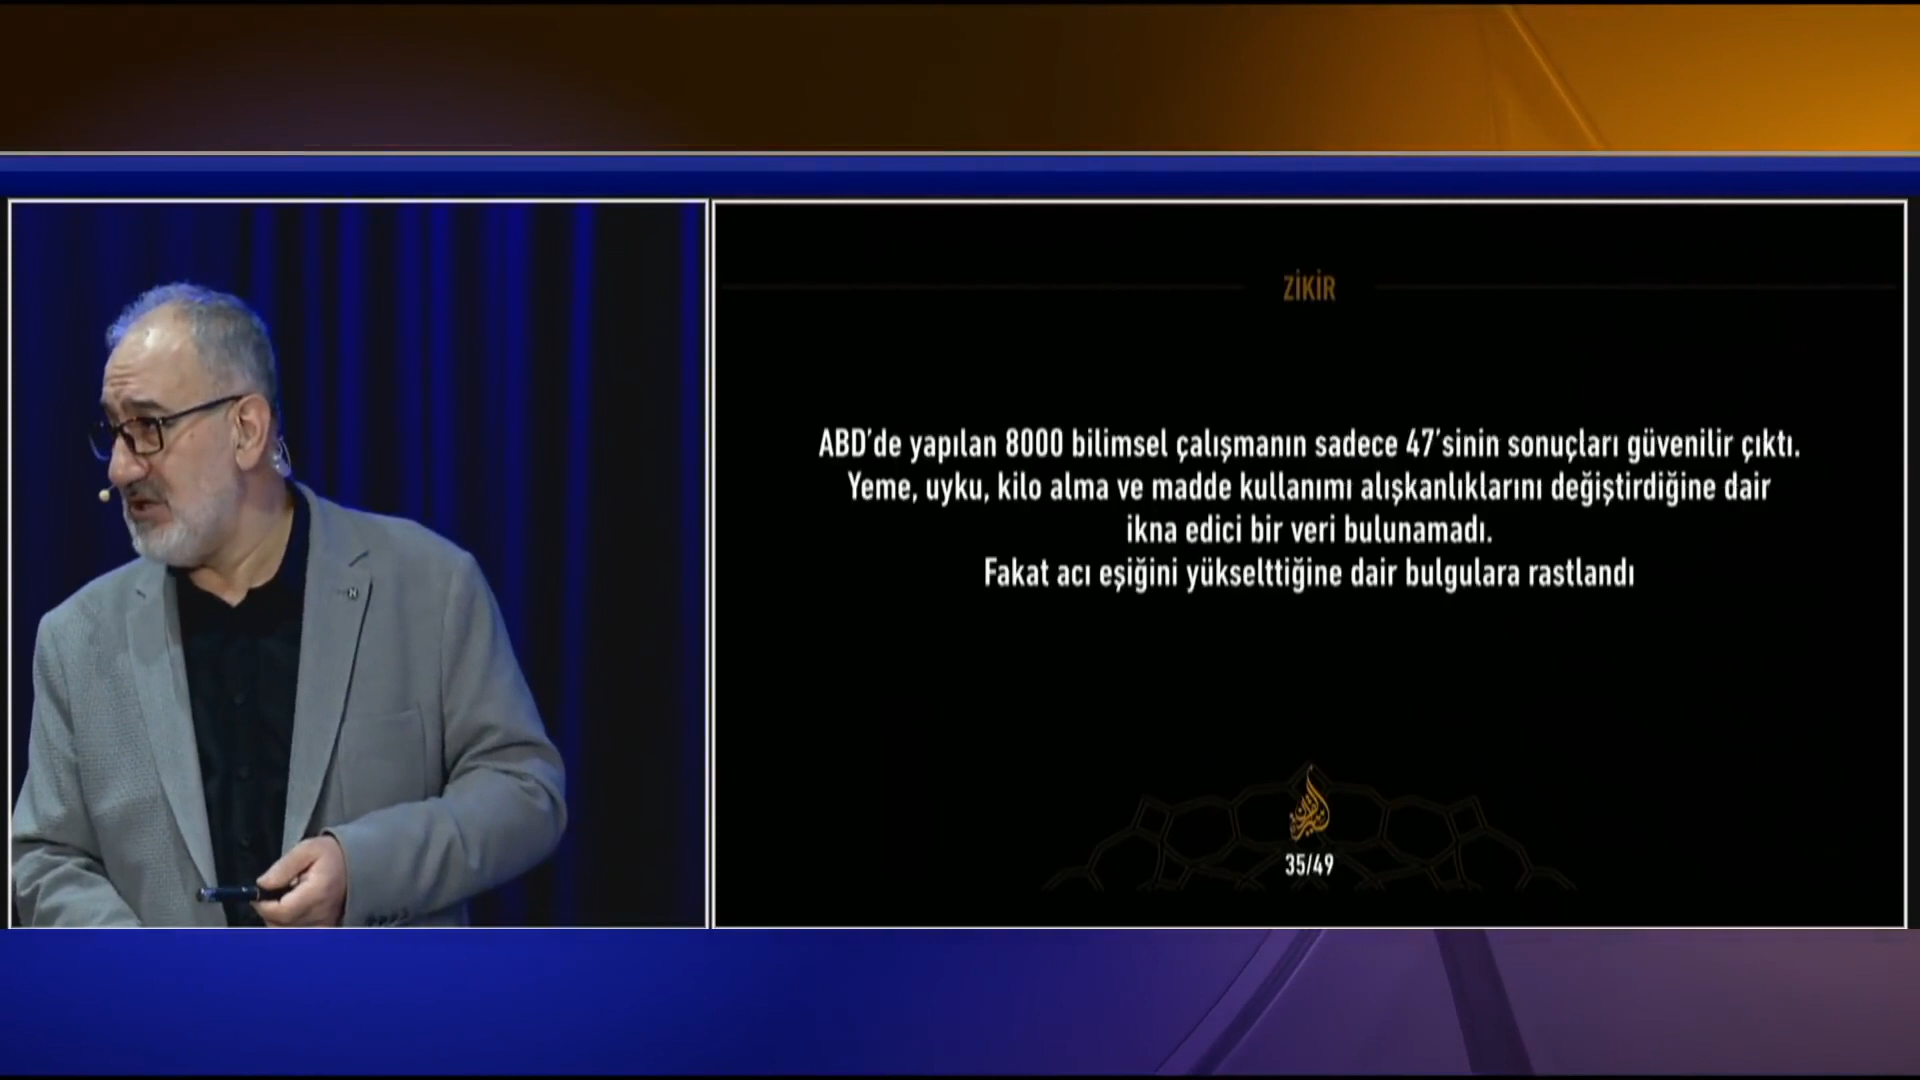 ZİKİR
ABD'de yapılan 8000 bilimsel çalışmanın sadece 47'sinin sonuçları güvenilir çıktı.
Yeme, uyku, kilo alma ve madde kullanımı alışkanlıklarını değiştirdiğine dair
ikna edici bir veri bulunamadı.
Fakat acı eşiğini yükselttiğine dair bulgulara rastlandı
35/49